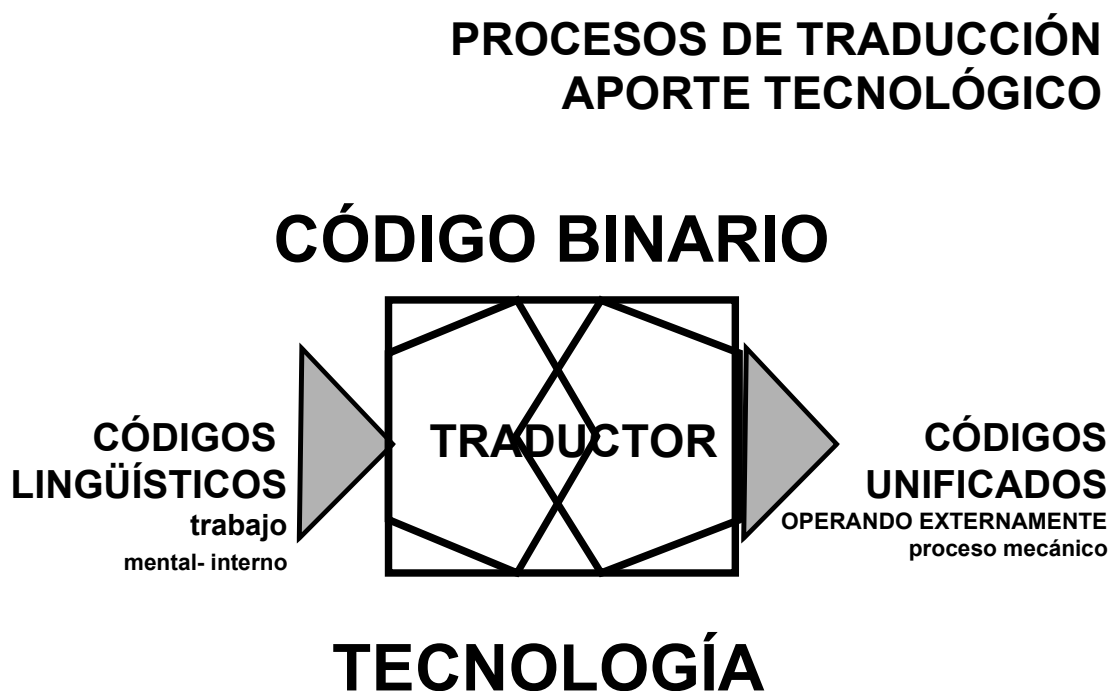 PROCESOS DE TRADUCCIÓN
APORTE TECNOLÓGICO
CÓDIGO BINARIO
CÓDIGOS
LINGÜÍSTICOS
trabajo
mental- interno
TRADUCTOR
CÓDIGOS
UNIFICADOS
OPERANDO EXTERNAMENTE
proceso mecánico
TECNOLOGÍA